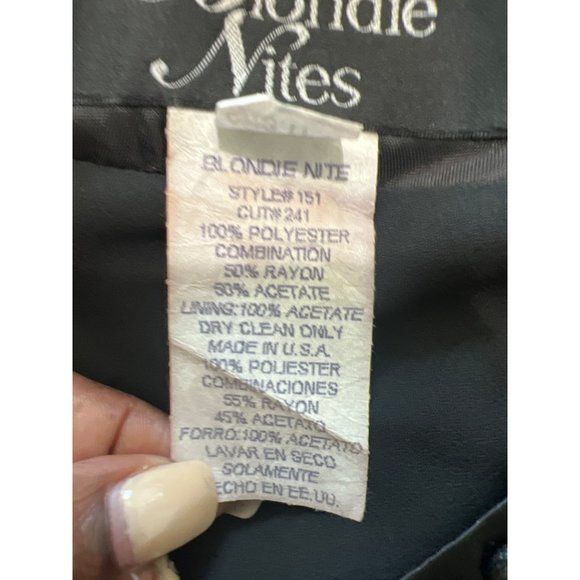 Blondie
Nites
BLONDIE NITE
STYLE# 151
CUT# 241
100% POLYESTER
COMBINATION
50% RAYON
50% ACETATE
LINING:100% ACETATE
DRY CLEAN ONLY
MADE IN U.S.A.
100% POLIESTER
COMBINACIONES
55% RAYON
45% ACETATO
FORRO:100% ACETATO
LAVAR EN SECO
SOLAMENTE
ECHO EN EE.UU.